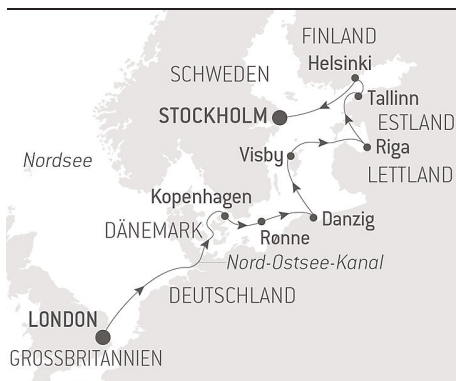 FINLAND
Helsinki
SCHWEDEN
Tallinn
STOCKHOLM
ESTLAND
Visby
Riga
Nordsee
LETTLAND
Kopenhagen
DÄNEMARK
Danzig
Rønne
Nord-Ostsee-Kanal
DEUTSCHLAND
LONDON
GROSSBRITANNIEN